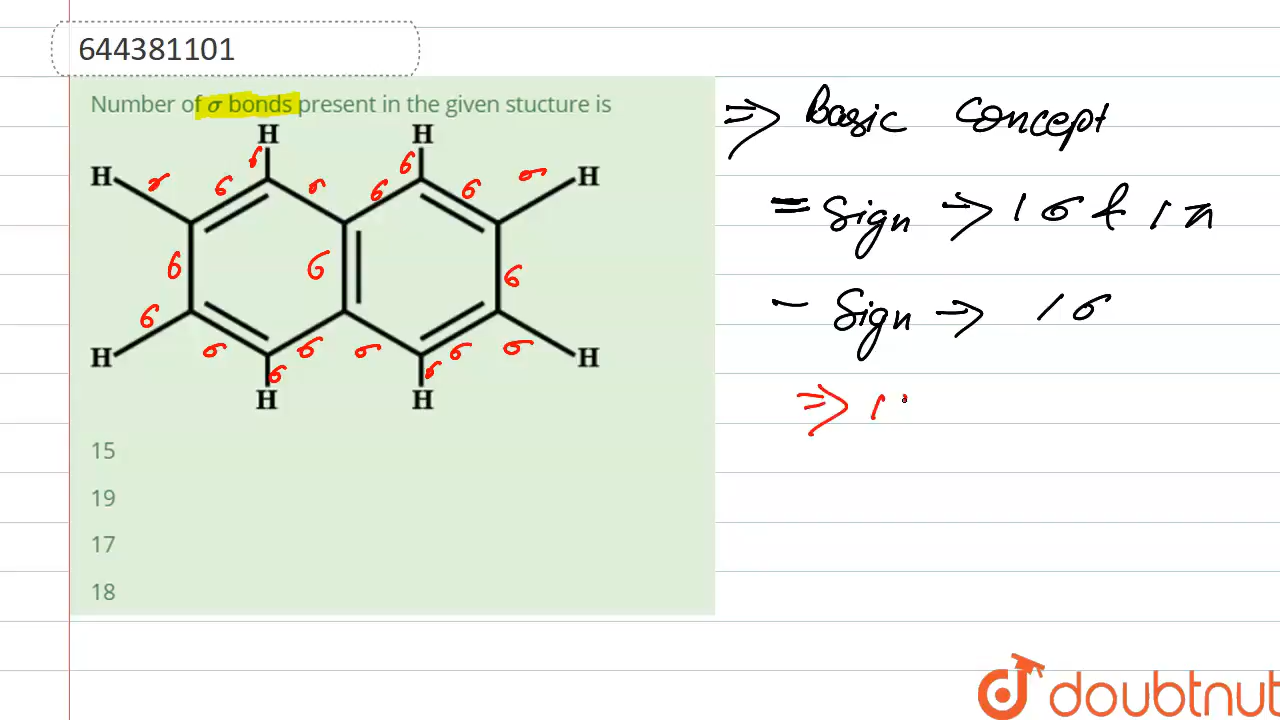 644381101
Number of σ bonds present in the given stucture is
H H
H σ σ σ σ σ σ σ σ H
σ σ σ
H σ σ σ σ σ σ σ H
σ σ
H H
15
19
17
18
⇒ Basic Concept
= Sign → 1 σ & 1 π
- Sign → 1 σ
⇒ 1
doubtnut